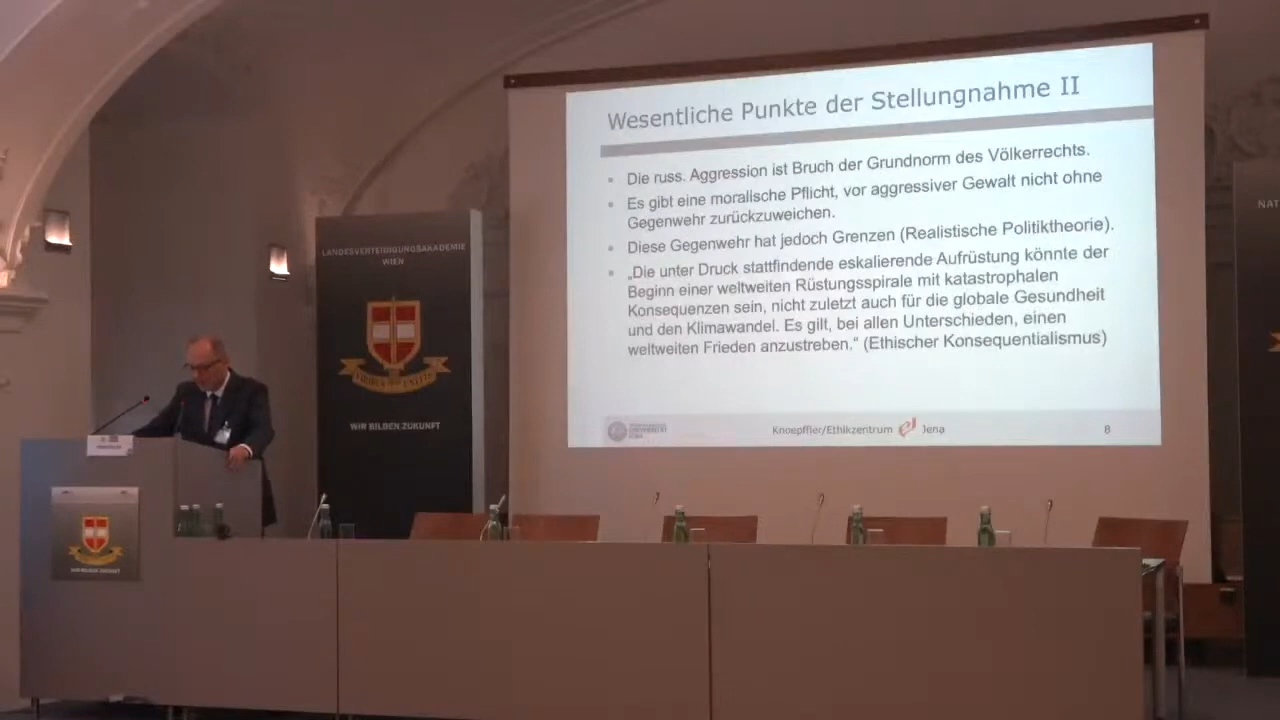 Wesentliche Punkte der Stellungnahme II
Die russ. Aggression ist Bruch der Grundnorm des Völkerrechts.
Es gibt eine moralische Pflicht, vor aggressiver Gewalt nicht ohne
Gegenwehr zurückzuweichen.
Diese Gegenwehr hat jedoch Grenzen (Realistische Politiktheorie).
„Die unter Druck stattfindende eskalierende Aufrüstung könnte der
Beginn einer weltweiten Rüstungsspirale mit katastrophalen
Konsequenzen sein, nicht zuletzt auch für die globale Gesundheit
und den Klimawandel. Es gilt, bei allen Unterschieden, einen
weltweiten Frieden anzustreben.“ (Ethischer Konsequentialismus)
Knoepffler/Ethikzentrum Jena
8
LANDESVERTEIDIGUNGSAKADEMIE
WIEN
WIR BILDEN ZUKUNFT
WIR BILDEN ZUKUNFT
NAT